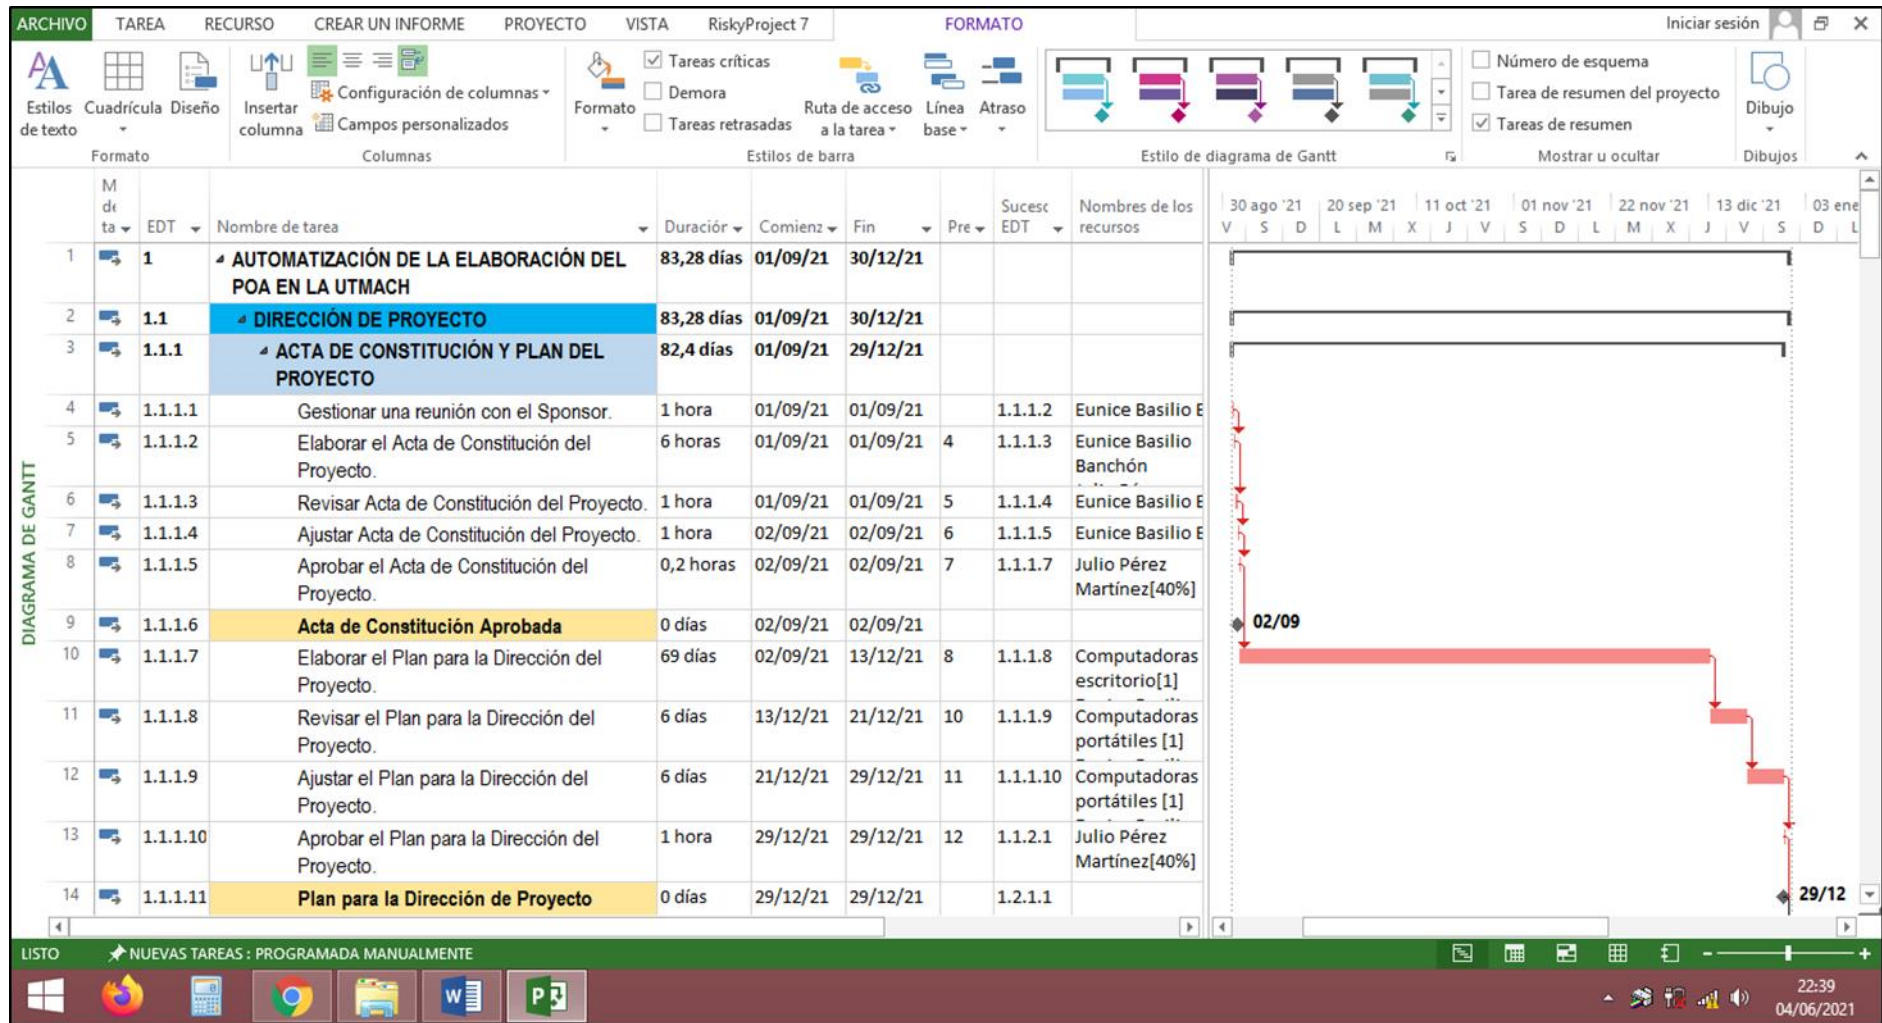 ARCHIVO TAREA RECURSO CREAR UN INFORME PROYECTO VISTA RiskyProject 7 FORMATO Iniciar sesión
Estilos de texto
Cuadrícula
Diseño
Formato
Insertar columna
Configuración de columnas
Campos personalizados
Columnas
Formato
Tareas críticas
Demora
Tareas retrasadas
Ruta de acceso a la tarea
Línea base
Atraso
Estilos de barra
Estilo de diagrama de Gantt
Número de esquema
Tarea de resumen del proyecto
Tareas de resumen
Mostrar u ocultar
Dibujo
Dibujos
DIAGRAMA DE GANTT
M de ta EDT Nombre de tarea Duración Comienz Fin Pre Suceso EDT Nombres de los recursos
30 ago '21 20 sep '21 11 oct '21 01 nov '21 22 nov '21 13 dic '21 03 ene
V S D L M X J V S D L M X J V S D L
1 1 AUTOMATIZACIÓN DE LA ELABORACIÓN DEL POA EN LA UTMACH 83,28 días 01/09/21 30/12/21
2 1.1 DIRECCIÓN DE PROYECTO 83,28 días 01/09/21 30/12/21
3 1.1.1 ACTA DE CONSTITUCIÓN Y PLAN DEL PROYECTO 82,4 días 01/09/21 29/12/21
4 1.1.1.1 Gestionar una reunión con el Sponsor. 1 hora 01/09/21 01/09/21 1.1.1.2 Eunice Basilio
5 1.1.1.2 Elaborar el Acta de Constitución del Proyecto. 6 horas 01/09/21 01/09/21 4 1.1.1.3 Eunice Basilio Banchón
6 1.1.1.3 Revisar Acta de Constitución del Proyecto. 1 hora 01/09/21 01/09/21 5 1.1.1.4 Eunice Basilio
7 1.1.1.4 Ajustar Acta de Constitución del Proyecto. 1 hora 02/09/21 02/09/21 6 1.1.1.5 Eunice Basilio
8 1.1.1.5 Aprobar el Acta de Constitución del Proyecto. 0,2 horas 02/09/21 02/09/21 7 1.1.1.7 Julio Pérez Martínez[40%]
9 1.1.1.6 Acta de Constitución Aprobada 0 días 02/09/21 02/09/21 02/09
10 1.1.1.7 Elaborar el Plan para la Dirección del Proyecto. 69 días 02/09/21 13/12/21 8 1.1.1.8 Computadoras escritorio[1]
11 1.1.1.8 Revisar el Plan para la Dirección del Proyecto. 6 días 13/12/21 21/12/21 10 1.1.1.9 Computadoras portátiles [1]
12 1.1.1.9 Ajustar el Plan para la Dirección del Proyecto. 6 días 21/12/21 29/12/21 11 1.1.1.10 Computadoras portátiles [1]
13 1.1.1.10 Aprobar el Plan para la Dirección del Proyecto. 1 hora 29/12/21 29/12/21 12 1.1.2.1 Julio Pérez Martínez[40%]
14 1.1.1.11 Plan para la Dirección de Proyecto 0 días 29/12/21 29/12/21 1.2.1.1 29/12
LISTO NUEVAS TAREAS : PROGRAMADA MANUALMENTE
22:39
04/06/2021